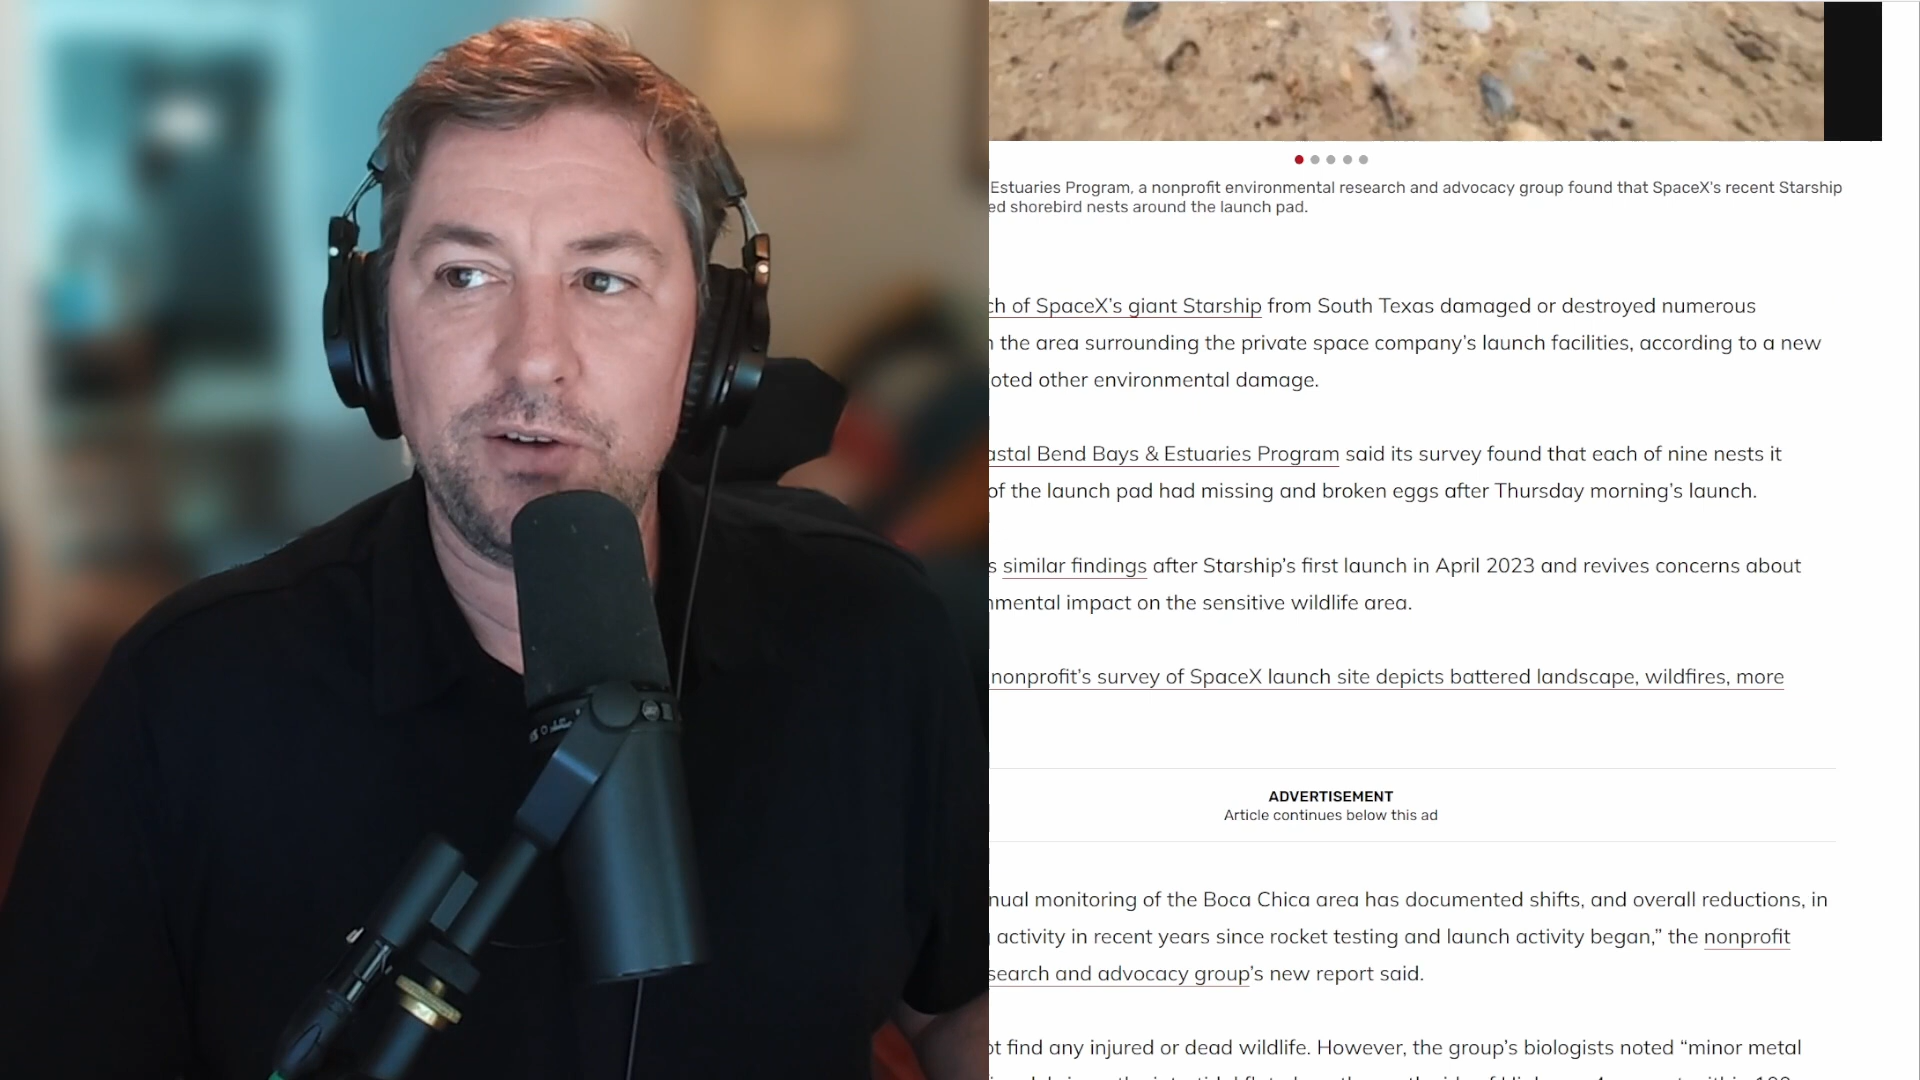 Estuaries Program, a nonprofit environmental research and advocacy group found that SpaceX's recent Starship
ed shorebird nests around the launch pad.
ch of SpaceX's giant Starship from South Texas damaged or destroyed numerous
the area surrounding the private space company's launch facilities, according to a new
oted other environmental damage.
astal Bend Bays & Estuaries Program said its survey found that each of nine nests it
of the launch pad had missing and broken eggs after Thursday morning's launch.
s similar findings after Starship's first launch in April 2023 and revives concerns about
nmental impact on the sensitive wildlife area.
nonprofit's survey of SpaceX launch site depicts battered landscape, wildfires, more
ADVERTISEMENT
Article continues below this ad
nual monitoring of the Boca Chica area has documented shifts, and overall reductions, in
activity in recent years since rocket testing and launch activity began,” the nonprofit
search and advocacy group's new report said.
ot find any injured or dead wildlife. However, the group's biologists noted “minor metal